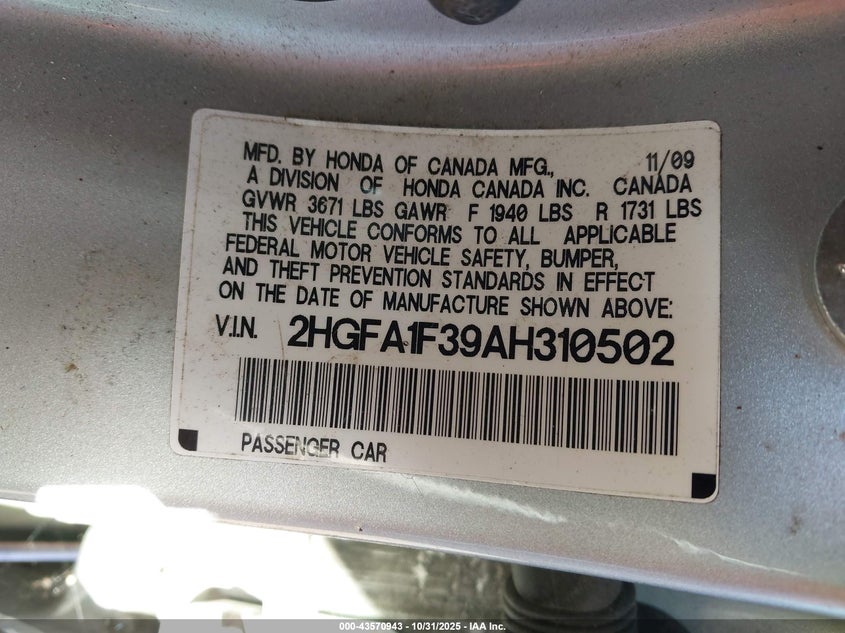 MFD. BY HONDA OF CANADA MFG., 11/09
A DIVISION OF HONDA CANADA INC. CANADA
GVWR 3671 LBS GAWR F 1940 LBS R 1731 LBS
THIS VEHICLE CONFORMS TO ALL APPLICABLE
FEDERAL MOTOR VEHICLE SAFETY, BUMPER,
AND THEFT PREVENTION STANDARDS IN EFFECT
ON THE DATE OF MANUFACTURE SHOWN ABOVE:
V.I.N. 2HGFA1F39AH310502
PASSENGER CAR
000-43570943 - 10/31/2025 - IAA Inc.